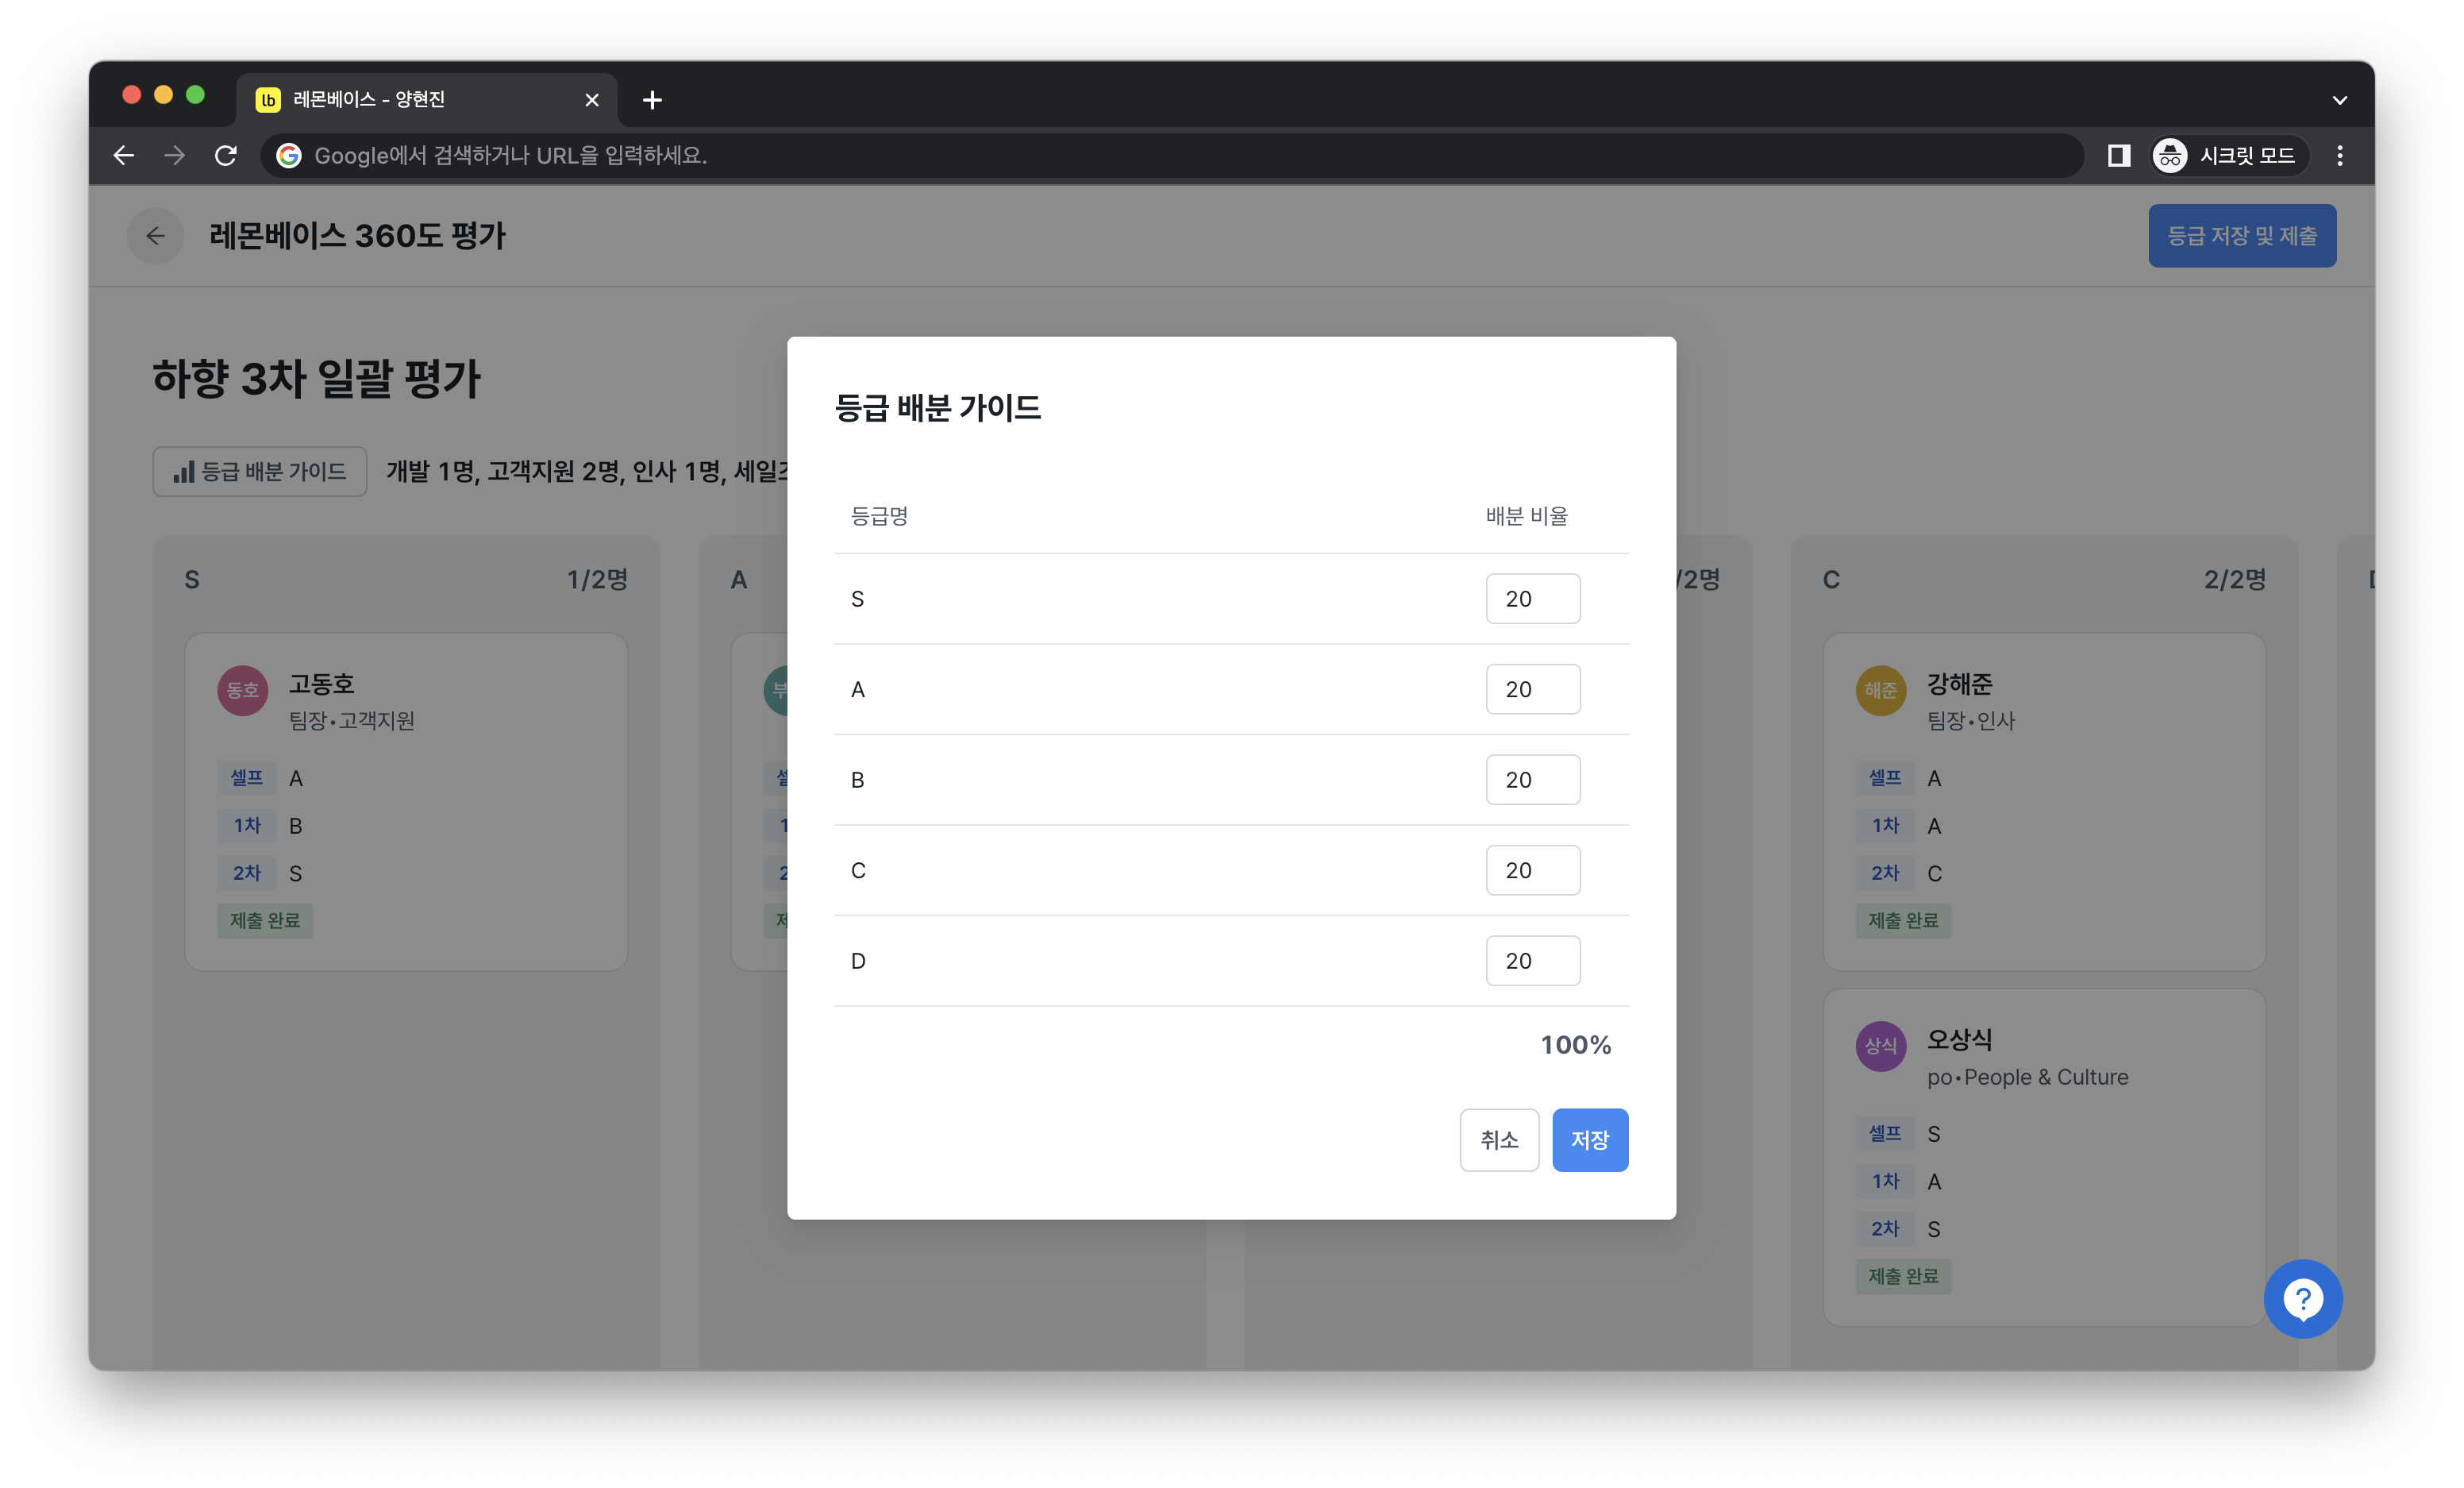 lb 레몬베이스 - 양현진
Google에서 검색하거나 URL을 입력하세요.
시크릿 모드
레몬베이스 360도 평가
등급 저장 및 제출
하향 3차 일괄 평가
등급 배분 가이드
개발 1명, 고객지원 2명, 인사 1명,
S 1/2명
동호 고동호
팀장•고객지원
셀프 A
1차 B
2차 S
제출 완료
A
등급 배분 가이드
등급명 배분 비율
S 20
A 20
B 20
C 20
D 20
100%
취소 저장
/2명
C 2/2명
해준 강해준
팀장•인사
셀프 A
1차 A
2차 C
제출 완료
상식 오상식
po•People & Culture
셀프 S
1차 A
2차 S
제출 완료
?